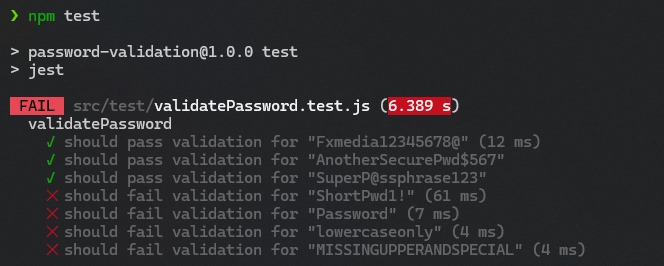 ❯ npm test
> password-validation@1.0.0 test
> jest
FAIL src/test/validatePassword.test.js (6.389 s)
validatePassword
✓ should pass validation for "Fxmedia12345678@" (12 ms)
✓ should pass validation for "AnotherSecurePwd$567"
✓ should pass validation for "SuperP@ssphrase123"
✕ should fail validation for "ShortPwd1!" (61 ms)
✕ should fail validation for "Password" (7 ms)
✕ should fail validation for "lowercaseonly" (4 ms)
✕ should fail validation for "MISSINGUPPERANDSPECIAL" (4 ms)